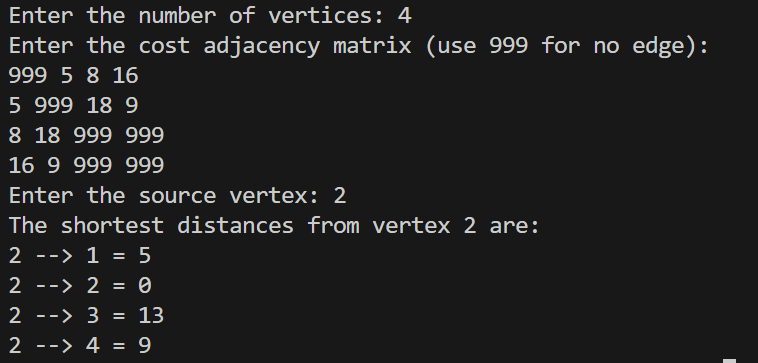 Enter the number of vertices: 4
Enter the cost adjacency matrix (use 999 for no edge):
999 5 8 16
5 999 18 9
8 18 999 999
16 9 999 999
Enter the source vertex: 2
The shortest distances from vertex 2 are:
2 --> 1 = 5
2 --> 2 = 0
2 --> 3 = 13
2 --> 4 = 9